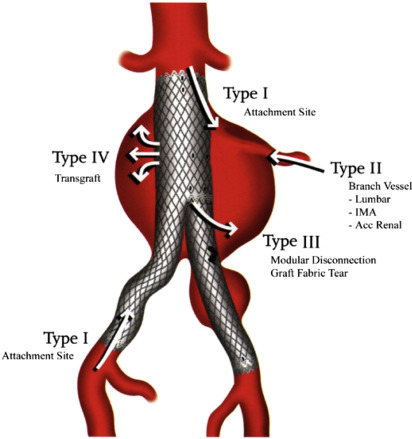 Type I
Attachment Site
Type IV
Transgraft
Type II
Branch Vessel
- Lumbar
- IMA
- Acc Renal
Type III
Modular Disconnection
Graft Fabric Tear
Type I
Attachment Site